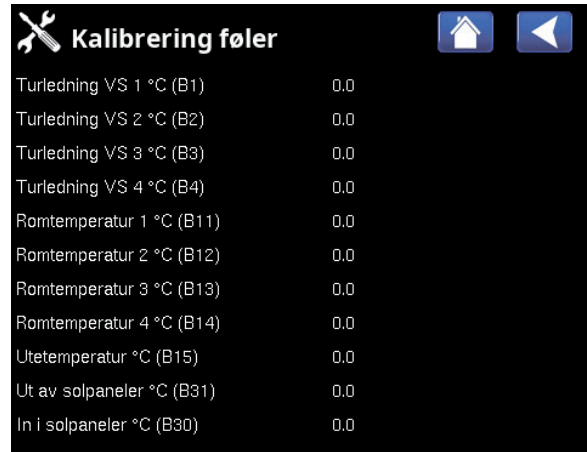 Kalibrering føler
Turledning VS 1 °C (B1) 0.0
Turledning VS 2 °C (B2) 0.0
Turledning VS 3 °C (B3) 0.0
Turledning VS 4 °C (B4) 0.0
Romtemperatur 1 °C (B11) 0.0
Romtemperatur 2 °C (B12) 0.0
Romtemperatur 3 °C (B13) 0.0
Romtemperatur 4 °C (B14) 0.0
Utetemperatur °C (B15) 0.0
Ut av solpaneler °C (B31) 0.0
In i solpaneler °C (B30) 0.0